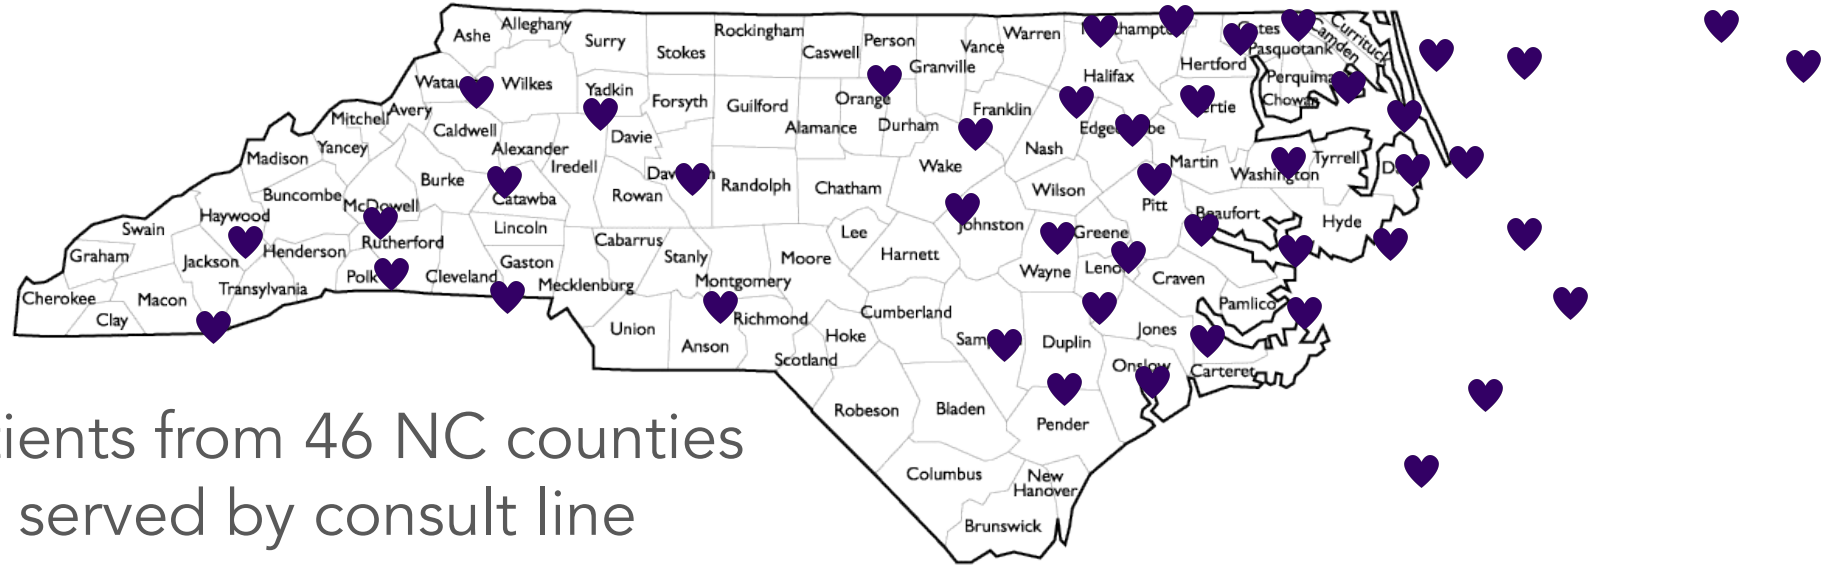 Ashe
Alleghany
Surry
Stokes
Rockingham
Caswell
Person
Granville
Vance
Warren
Halifax
Hertford
Pasquotank
Camden
Currituck
Wilkes
Yadkin
Forsyth
Guilford
Orange
Alamance
Durham
Franklin
Nash
Avery
Mitchell
Yancey
Caldwell
Alexander
Iredell
Davie
Madison
Buncombe
Burke
McDowell
Catawba
Rowan
Randolph
Chatham
Wake
Wilson
Martin
Pitt
Washington
Tyrrell
Hyde
Beaufort
Haywood
Swain
Graham
Jackson
Henderson
Rutherford
Lincoln
Cabarrus
Stanly
Moore
Lee
Harnett
Johnston
Greene
Wayne
Craven
Pamlico
Cherokee
Clay
Macon
Transylvania
Polk
Cleveland
Gaston
Mecklenburg
Montgomery
Richmond
Union
Anson
Scotland
Hoke
Cumberland
Duplin
Jones
Onslow
Carteret
Robeson
Bladen
Pender
Columbus
New
Hanover
Brunswick
from 46 NC counties
served by consult line